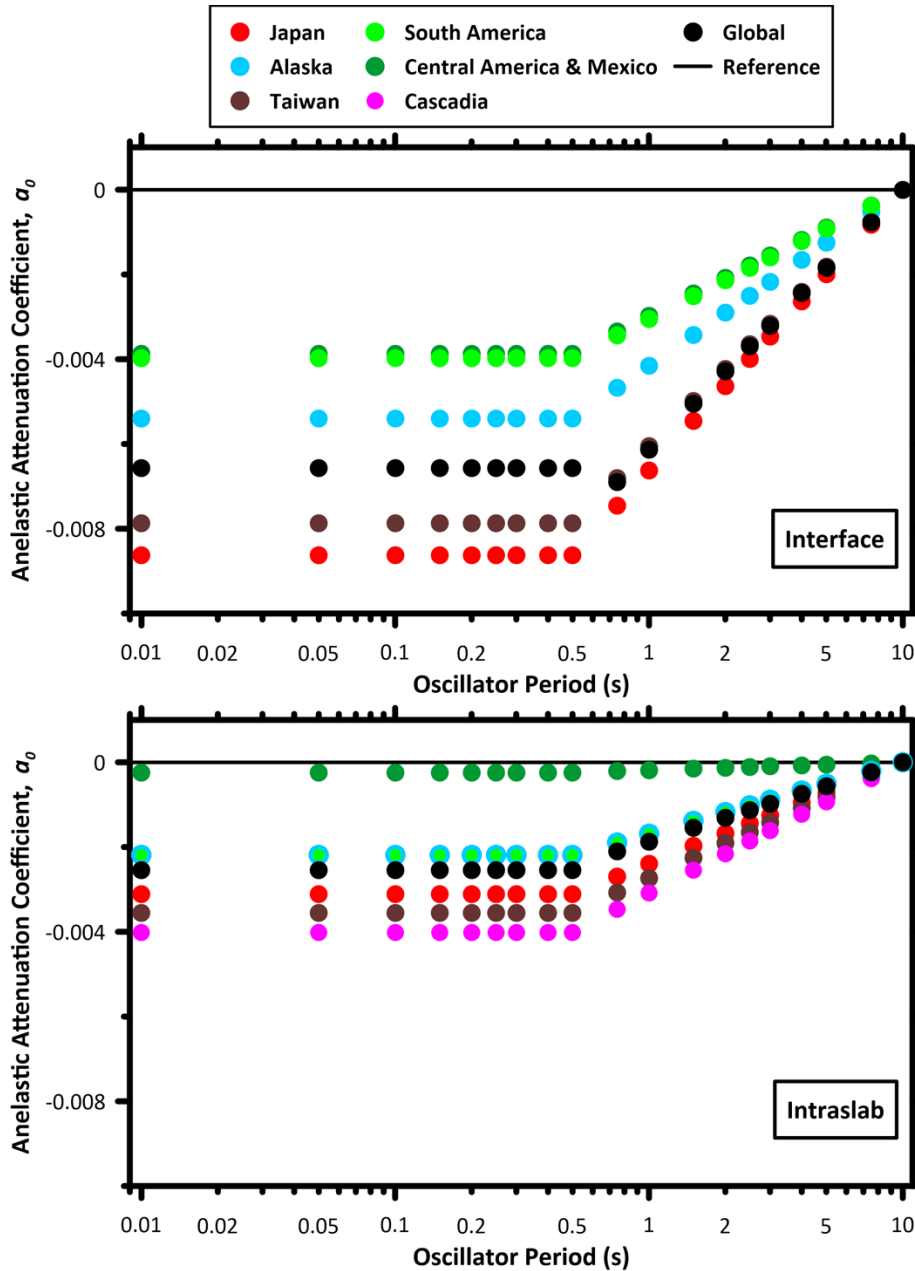 Japan South America Global
Alaska Central America & Mexico Reference
Taiwan Cascadia
Anelastic Attenuation Coefficient, a₀
0
-0.004
-0.008
Interface
0.01 0.02 0.05 0.1 0.2 0.5 1 2 5 10
Oscillator Period (s)
Anelastic Attenuation Coefficient, a₀
0
-0.004
-0.008
Intraslab
0.01 0.02 0.05 0.1 0.2 0.5 1 2 5 10
Oscillator Period (s)